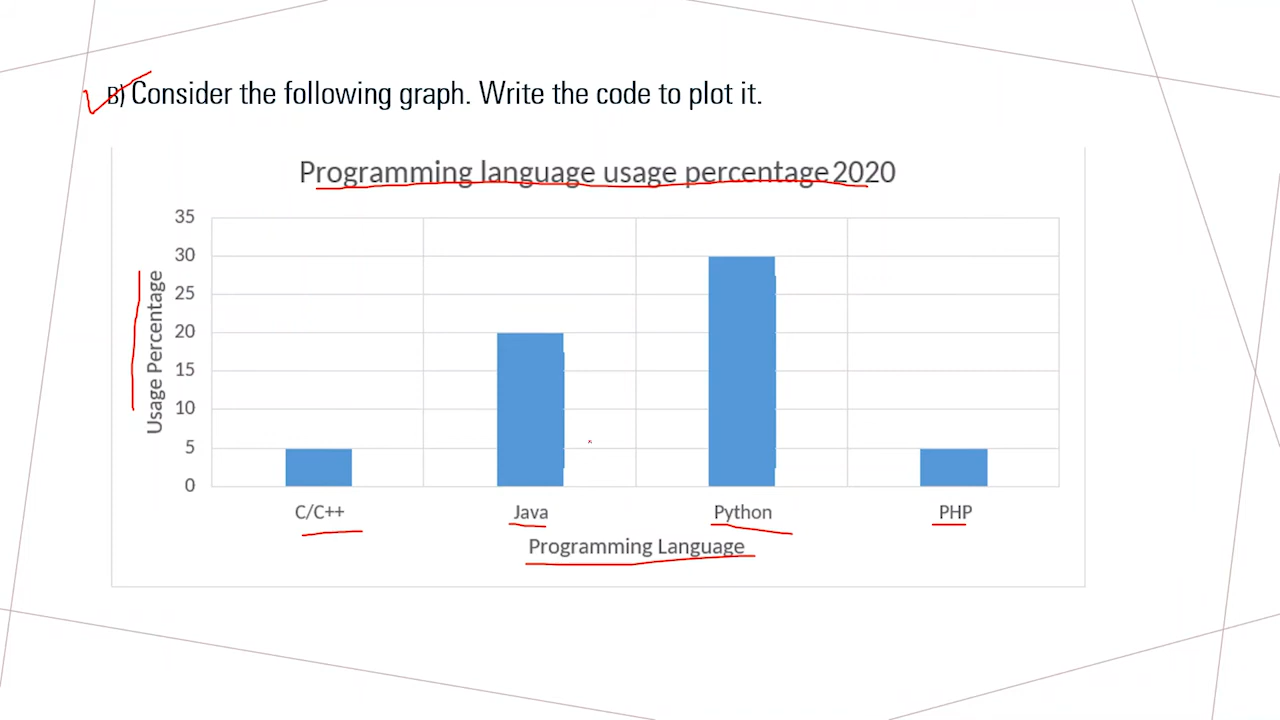 B) Consider the following graph. Write the code to plot it.
Programming language usage percentage 2020
Usage Percentage
35
30
25
20
15
10
5
0
C/C++ Java Python PHP
Programming Language